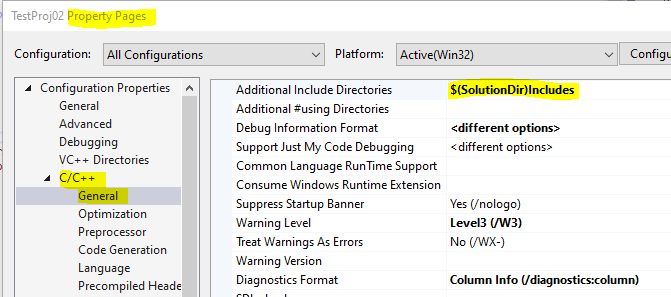 TestProj02 Property Pages
Configuration: All Configurations Platform: Active(Win32) Configu
Configuration Properties
General
Advanced
Debugging
VC++ Directories
C/C++
General
Optimization
Preprocessor
Code Generation
Language
Precompiled Heade
Additional Include Directories $(SolutionDir)Includes
Additional #using Directories
Debug Information Format <different options>
Support Just My Code Debugging <different options>
Common Language RunTime Support
Consume Windows Runtime Extension
Suppress Startup Banner Yes (/nologo)
Warning Level Level3 (/W3)
Treat Warnings As Errors No (/WX-)
Warning Version
Diagnostics Format Column Info (/diagnostics:column)